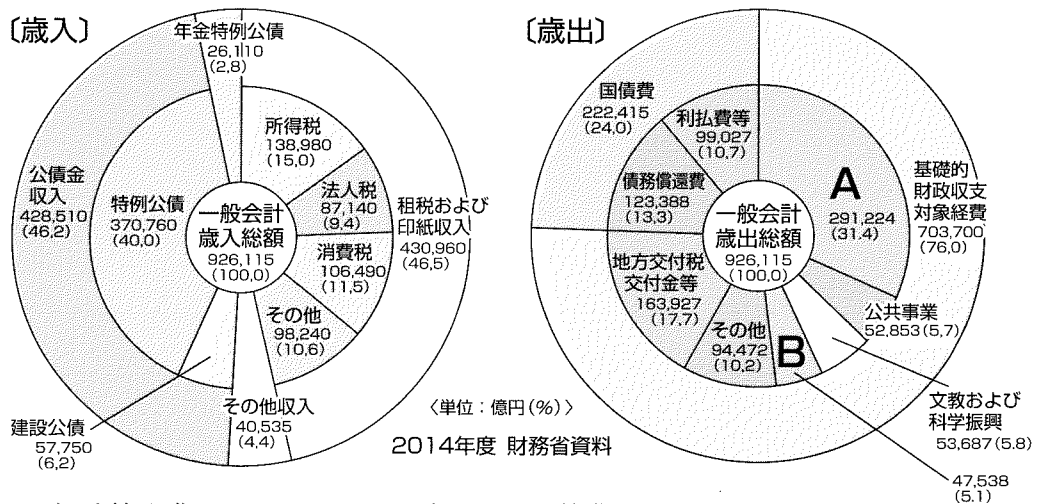 〔歳入〕
年金特例公債
26,110
(2,8)
所得税
138,980
(15,0)
法人税
87,140
(9,4)
消費税
106,490
(11,5)
その他
98,240
(10,6)
租税および
印紙収入
430,960
(46,5)
公債金
収入
428,510
(46,2)
特例公債
370,760
(40,0)
一般会計
歳入総額
926,115
(100,0)
建設公債
57,750
(6,2)
その他収入
40,535
(4,4)
〔歳出〕
国債費
222,415
(24,0)
利払費等
99,027
(10,7)
債務償還費
123,388
(13,3)
地方交付税
交付金等
163,927
(17,7)
その他
94,472
(10,2)
一般会計
歳出総額
926,115
(100,0)
A
291,224
(31.4)
基礎的
財政収支
対象経費
703,700
(76,0)
公共事業
52,853(5,7)
文教および
科学振興
53,687(5.8)
B
47,538
(5.1)
〈単位：億円(%)〉
2014年度 財務省資料